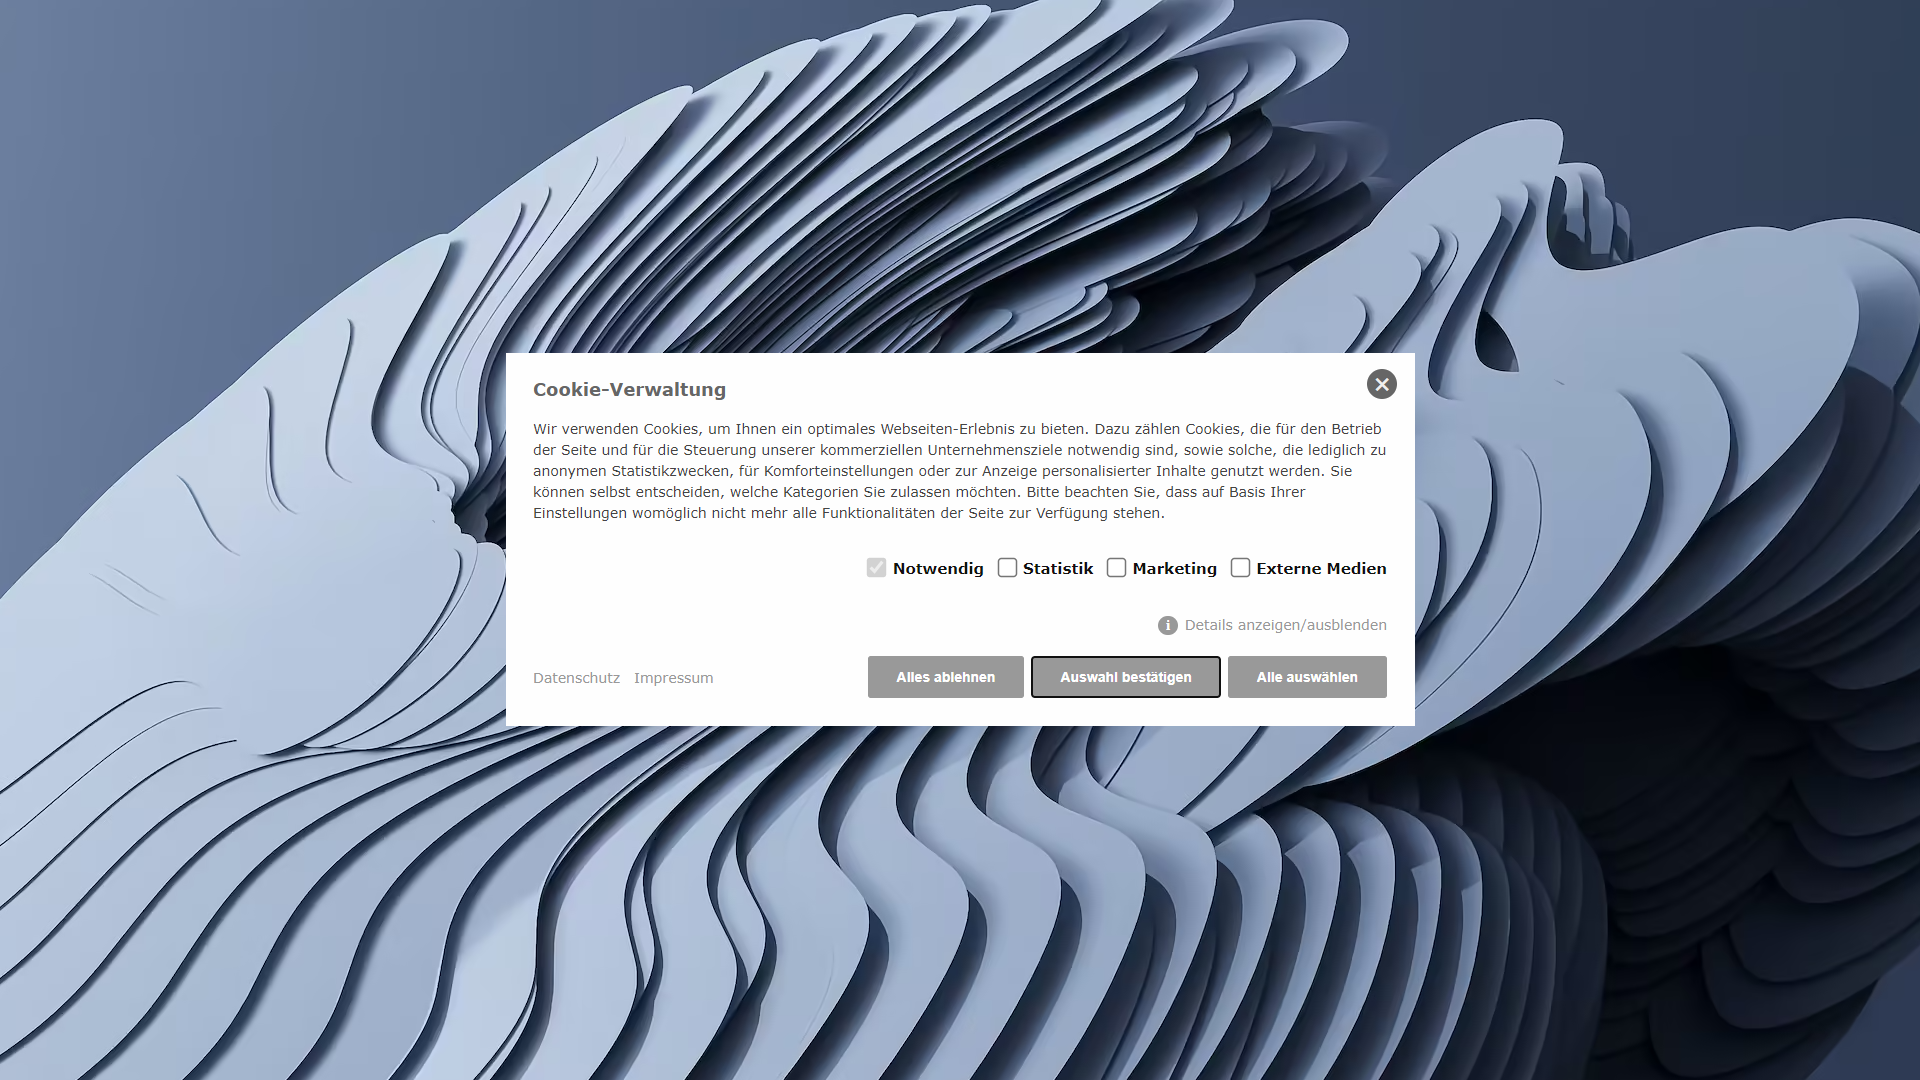 Cookie-Verwaltung
Wir verwenden Cookies, um Ihnen ein optimales Webseiten-Erlebnis zu bieten. Dazu zählen Cookies, die für den Betrieb
der Seite und für die Steuerung unserer kommerziellen Unternehmensziele notwendig sind, sowie solche, die lediglich zu
anonymen Statistikzwecken, für Komforteinstellungen oder zur Anzeige personalisierter Inhalte genutzt werden. Sie
können selbst entscheiden, welche Kategorien Sie zulassen möchten. Bitte beachten Sie, dass auf Basis Ihrer
Einstellungen womöglich nicht mehr alle Funktionalitäten der Seite zur Verfügung stehen.
Notwendig Statistik Marketing Externe Medien
Details anzeigen/ausblenden
Datenschutz Impressum Alles ablehnen Auswahl bestätigen Alle auswählen